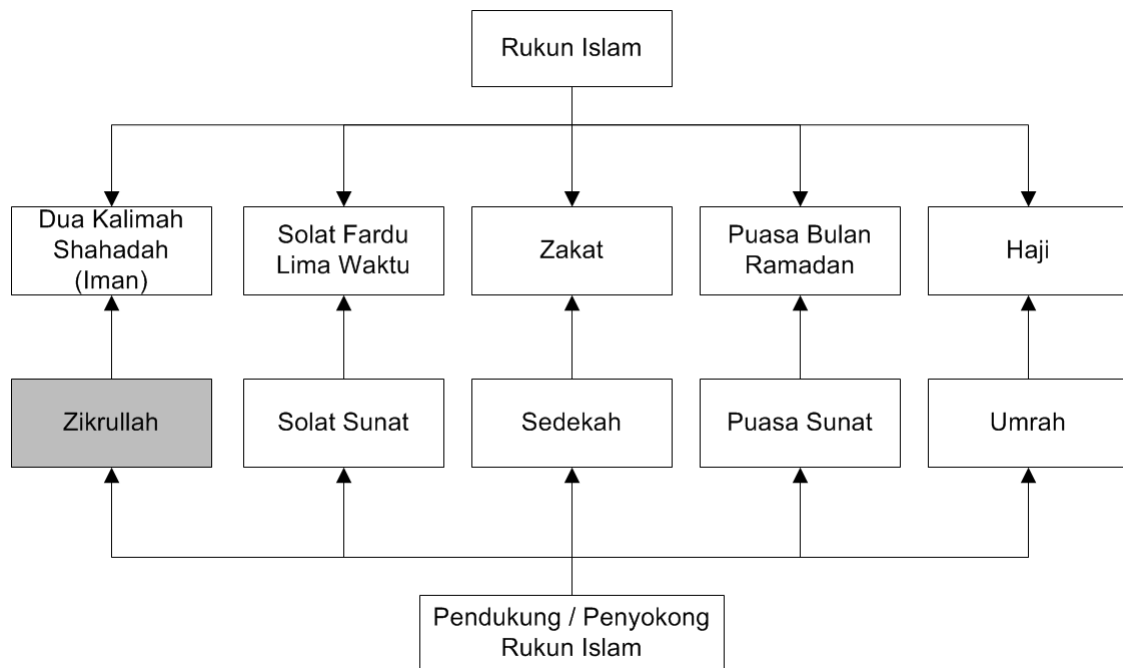 Rukun Islam
Dua Kalimah
Shahadah
(Iman)
Solat Fardu
Lima Waktu
Zakat
Puasa Bulan
Ramadan
Haji
Zikrullah
Solat Sunat
Sedekah
Puasa Sunat
Umrah
Pendukung / Penyokong
Rukun Islam